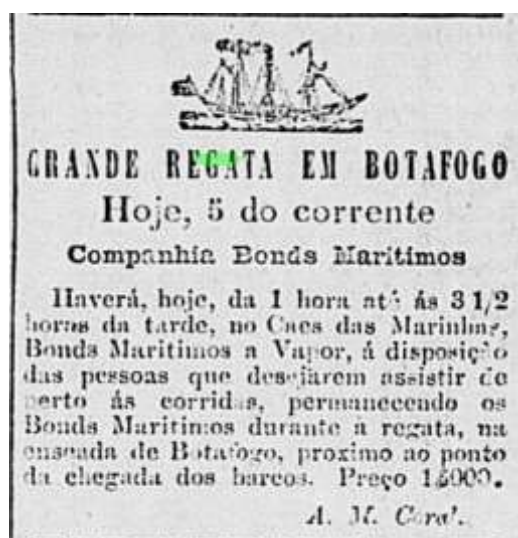 GRANDE REGATA EM BOTAFOGO
Hoje, 5 do corrente
Companhia Bonds Maritimos
Haverá, hoje, da 1 hora até ás 3 1/2
horas da tarde, no Caes das Marinhas,
Bonds Maritimos a Vapor, á disposição
das pessoas que desejarem assistir de
perto ás corridas, permanecendo os
Bonds Maritimos durante a regata, na
enseada de Botafogo, proximo ao ponto
da chegada dos barcos. Preço 1$000.
A. M. Coral.